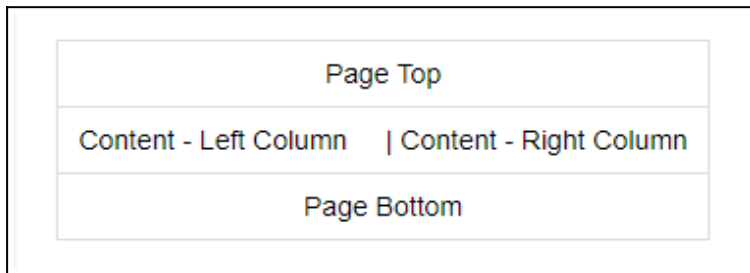 Page Top
Content - Left Column | Content - Right Column
Page Bottom